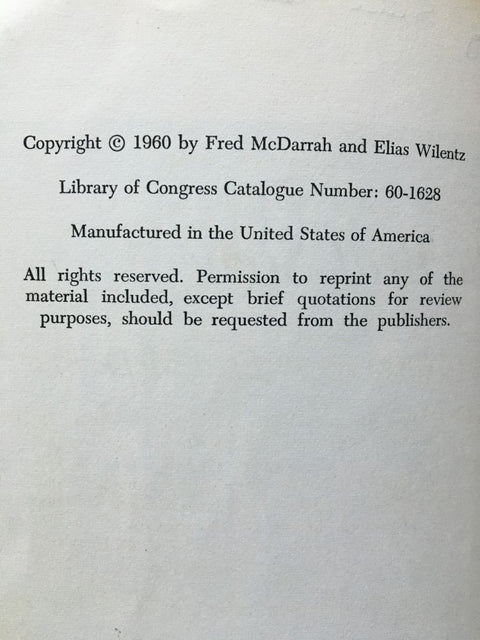 Copyright © 1960 by Fred McDarrah and Elias Wilentz
Library of Congress Catalogue Number: 60-1628
Manufactured in the United States of America
All rights reserved. Permission to reprint any of the
material included, except brief quotations for review
purposes, should be requested from the publishers.